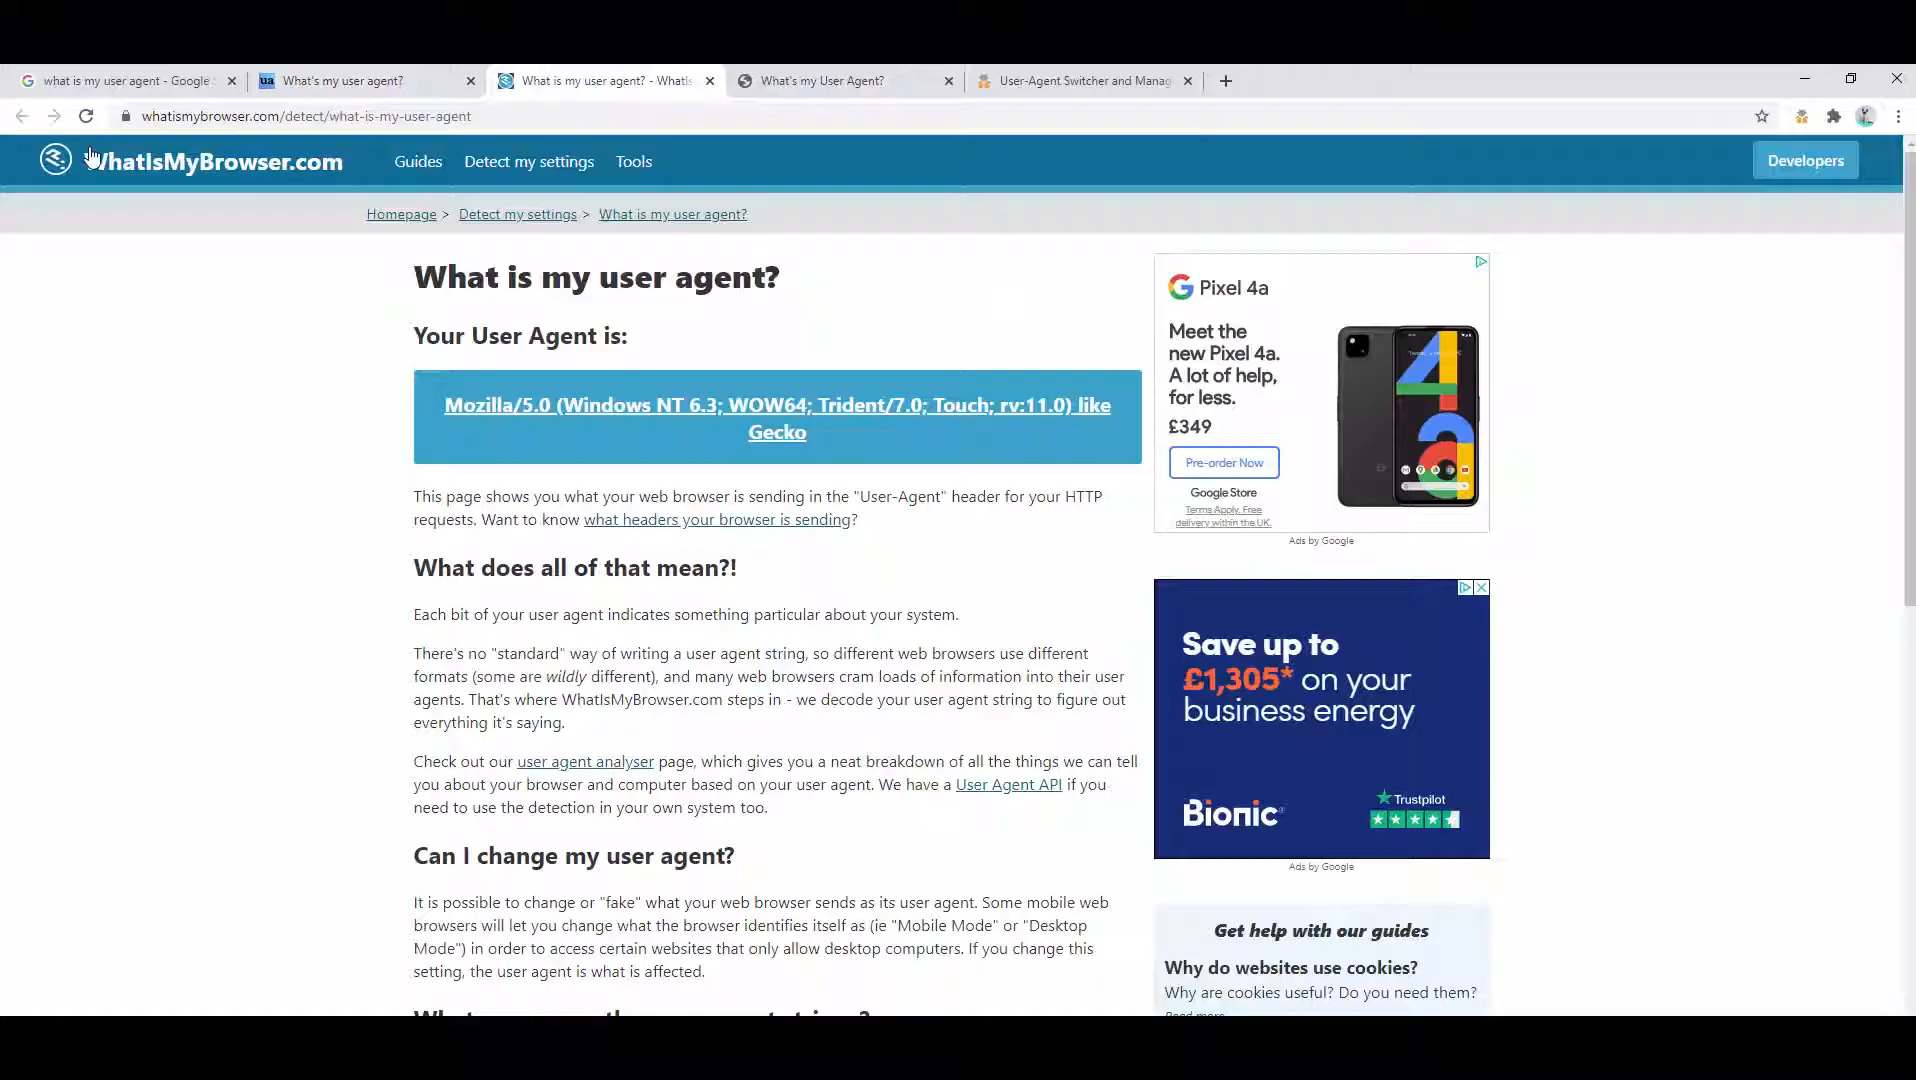 what is my user agent - Google
What's my user agent?
What is my user agent? - WhatIs
What's my User Agent?
User-Agent Switcher and Manag
whatismybrowser.com/detect/what-is-my-user-agent
WhatIsMyBrowser.com
Guides
Detect my settings
Tools
Developers
Homepage > Detect my settings > What is my user agent?
What is my user agent?
Your User Agent is:
Mozilla/5.0 (Windows NT 6.3; WOW64; Trident/7.0; Touch; rv:11.0) like
Gecko
This page shows you what your web browser is sending in the "User-Agent" header for your HTTP
requests. Want to know what headers your browser is sending?
What does all of that mean?!
Each bit of your user agent indicates something particular about your system.
There's no "standard" way of writing a user agent string, so different web browsers use different
formats (some are wildly different), and many web browsers cram loads of information into their user
agents. That's where WhatIsMyBrowser.com steps in - we decode your user agent string to figure out
everything it's saying.
Check out our user agent analyser page, which gives you a neat breakdown of all the things we can tell
you about your browser and computer based on your user agent. We have a User Agent API if you
need to use the detection in your own system too.
Can I change my user agent?
It is possible to change or "fake" what your web browser sends as its user agent. Some mobile web
browsers will let you change what the browser identifies itself as (ie "Mobile Mode" or "Desktop
Mode") in order to access certain websites that only allow desktop computers. If you change this
setting, the user agent is what is affected.
Pixel 4a
Meet the
new Pixel 4a.
A lot of help,
for less.
£349
Pre-order Now
Google Store
Terms Apply. Free
delivery within the UK.
Ads by Google
Save up to
£1,305* on your
business energy
Bionic
Trustpilot
Ads by Google
Get help with our guides
Why do websites use cookies?
Why are cookies useful? Do you need them?
Read more